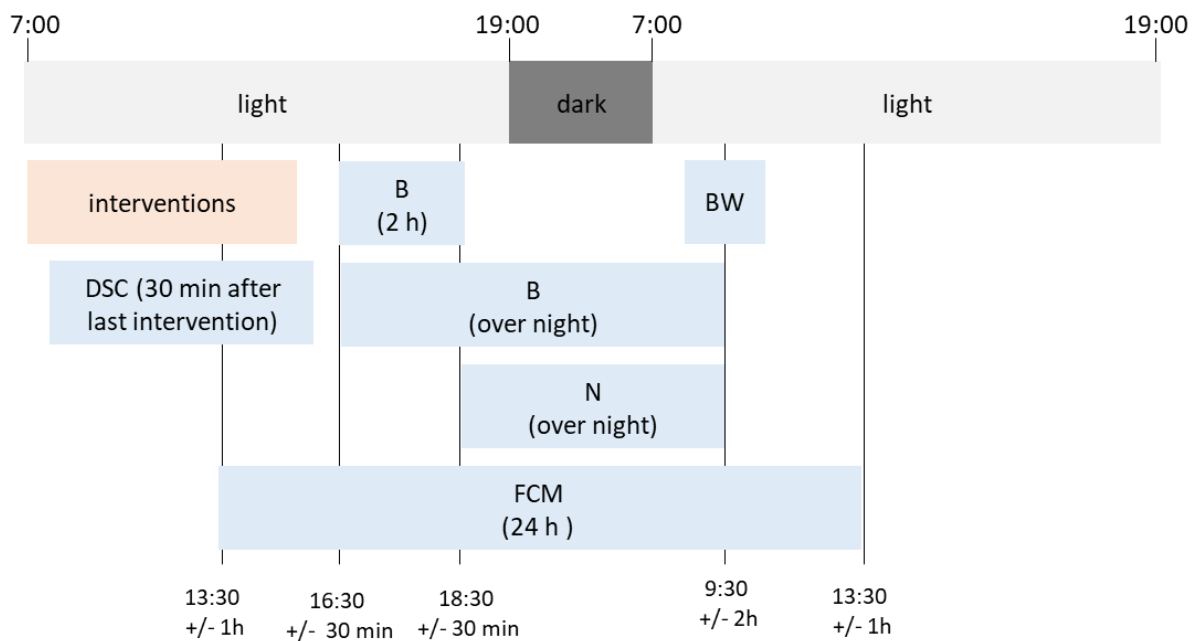 7:00
19:00
7:00
19:00
light
dark
light
interventions
B
(2 h)
BW
DSC (30 min after
last intervention)
B
(over night)
N
(over night)
FCM
(24 h )
13:30
+/- 1h
16:30
+/- 30 min
18:30
+/- 30 min
9:30
+/- 2h
13:30
+/- 1h